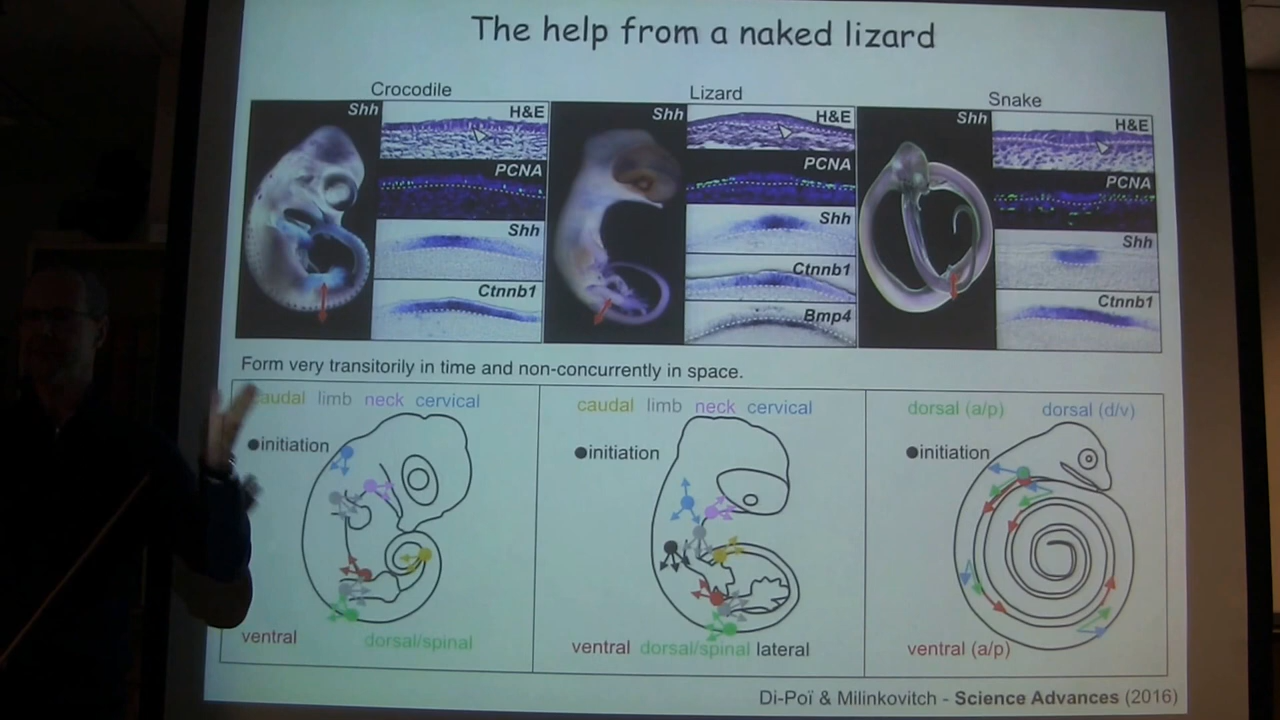 The help from a naked lizard
Crocodile
Lizard
Snake
Shh
H&E
PCNA
Shh
Ctnnb1
Shh
H&E
PCNA
Shh
Ctnnb1
Bmp4
Shh
H&E
PCNA
Shh
Ctnnb1
Form very transitorily in time and non-concurrently in space.
caudal limb neck cervical
initiation
ventral dorsal/spinal
caudal limb neck cervical
initiation
ventral dorsal/spinal lateral
dorsal (a/p) dorsal (d/v)
initiation
ventral (a/p)
Di-Poï & Milinkovitch - Science Advances (2016)